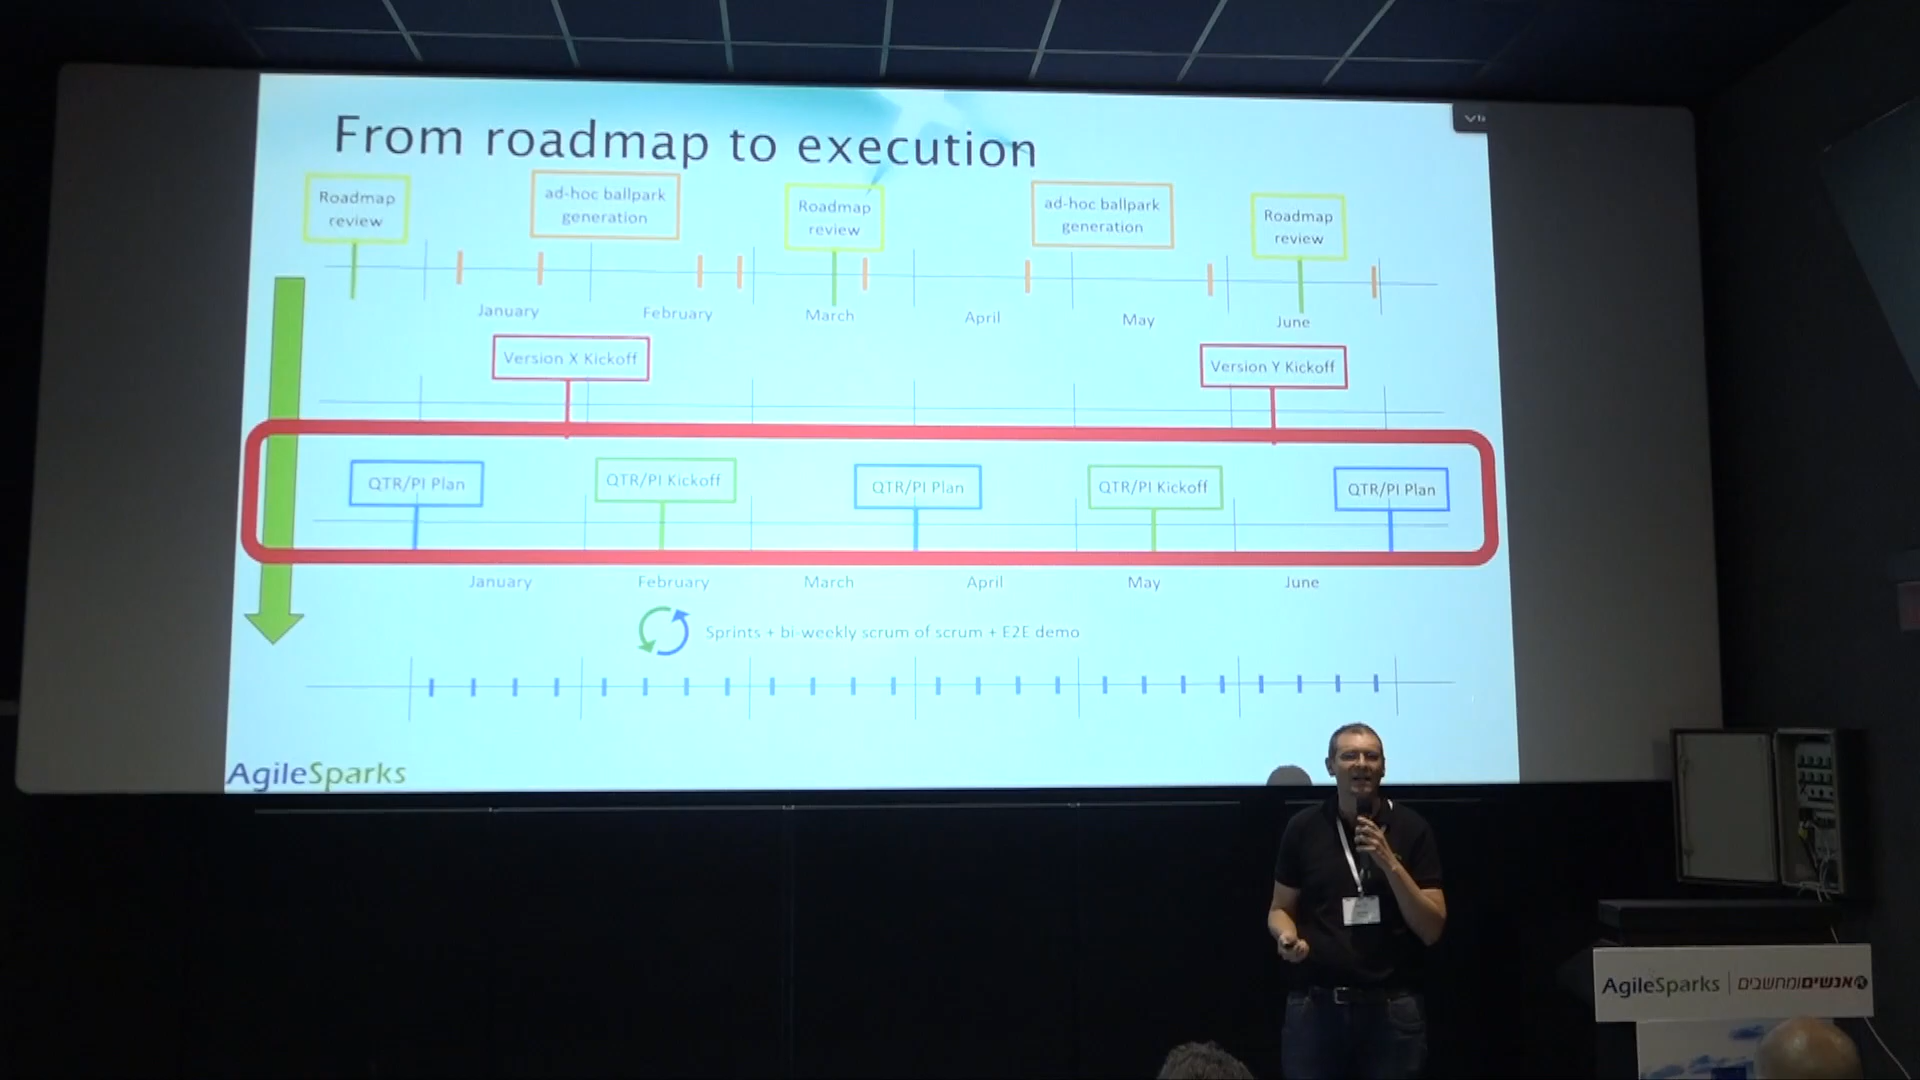 From roadmap to execution
Roadmap
review
ad-hoc ballpark
generation
Roadmap
review
ad-hoc ballpark
generation
Roadmap
review
January
February
March
April
May
June
Version X Kickoff
Version Y Kickoff
QTR/PI Plan
QTR/PI Kickoff
QTR/PI Plan
QTR/PI Kickoff
QTR/PI Plan
January
February
March
April
May
June
Sprints + bi-weekly scrum of scrum + E2E demo
AgileSparks
AgileSparks | אנשיםומחשבים